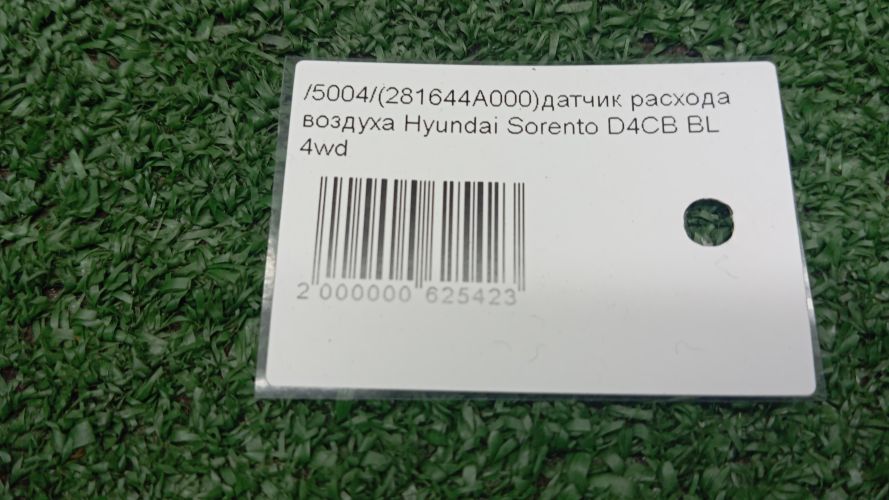 /5004/(281644A000)датчик расхода
воздуха Hyundai Sorento D4CB BL
4wd
2 000000 625423